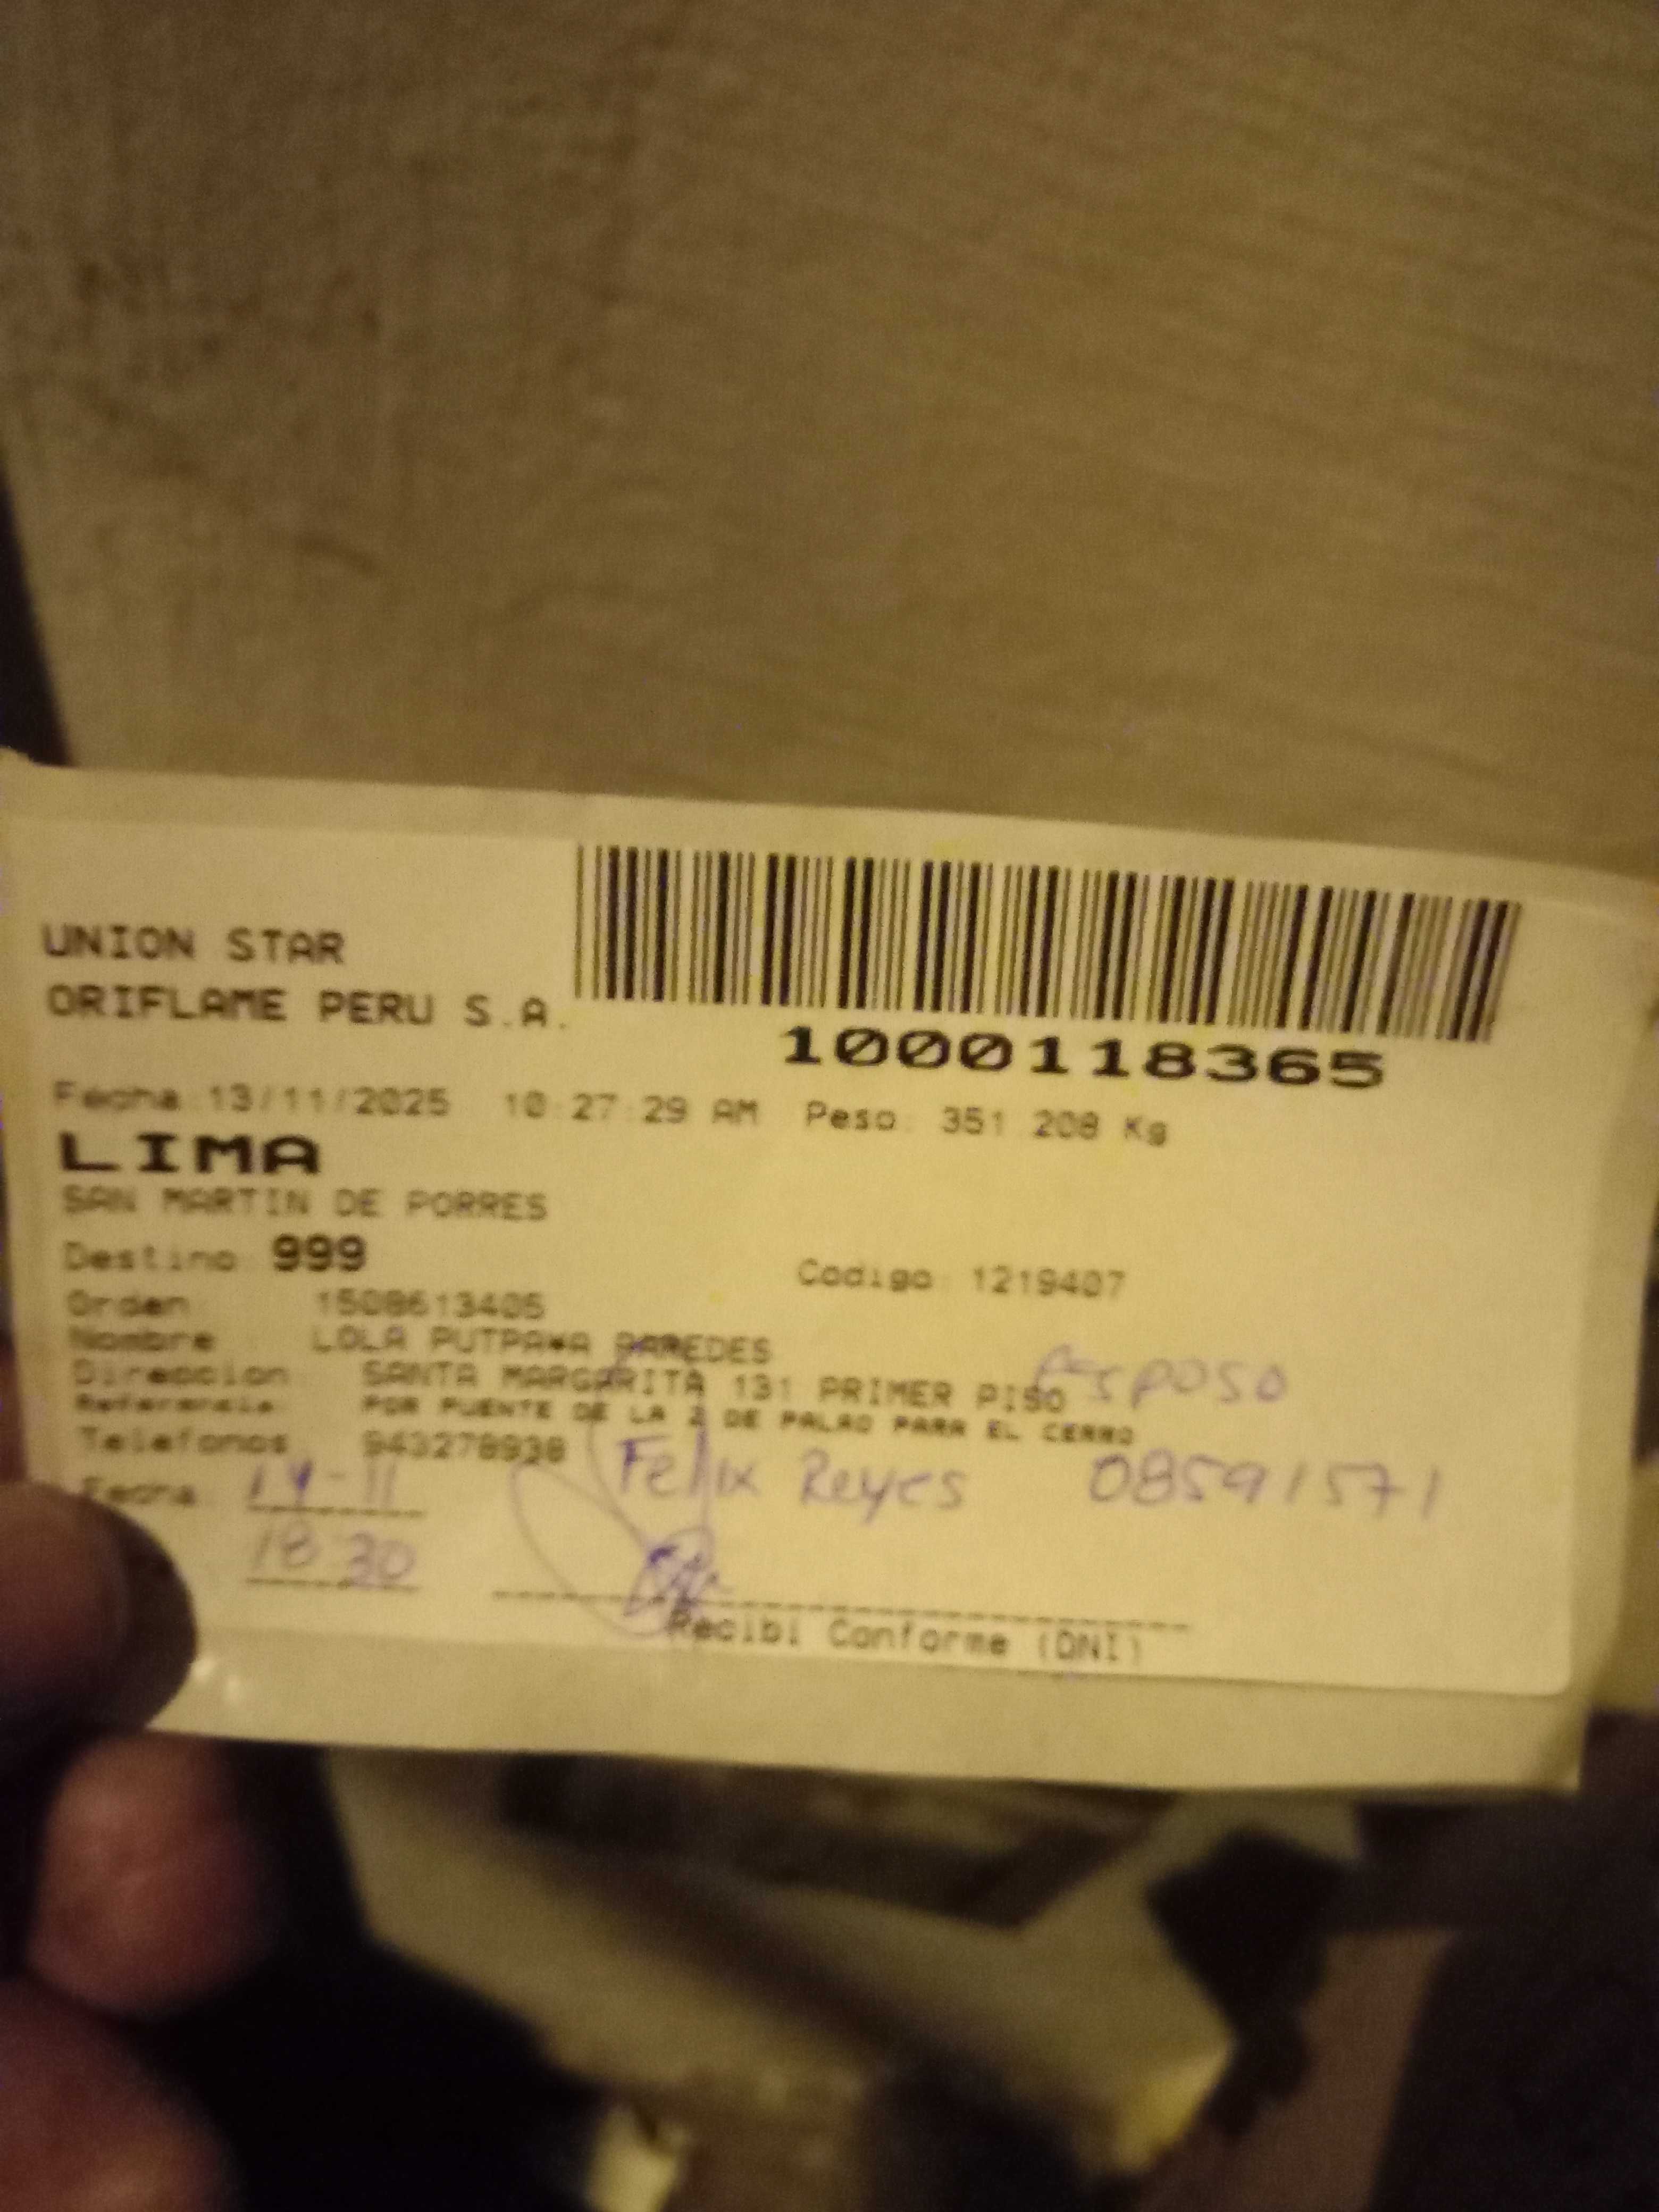 UNION STAR
ORIFLAME PERU S.A.
1000118365
Fecha:13/11/2025 10:27:29 AM Peso: 351.208 Kg
LIMA
SAN MARTIN DE PORRES
Destino: 999
Codigo: 1219407
Orden: 1508613405
Nombre : LOLA PAREDES
Direccion: SANTA MARGARITA 131 PRIMER PISO
Esposo
Referencia: POR PUENTE DE LA 2 DE PALAO PARA EL CERRO
Telefonos: 943278938
Felix Reyes 08591571
Fecha: 14-11
18:30
Recibi Conforme (DNI)